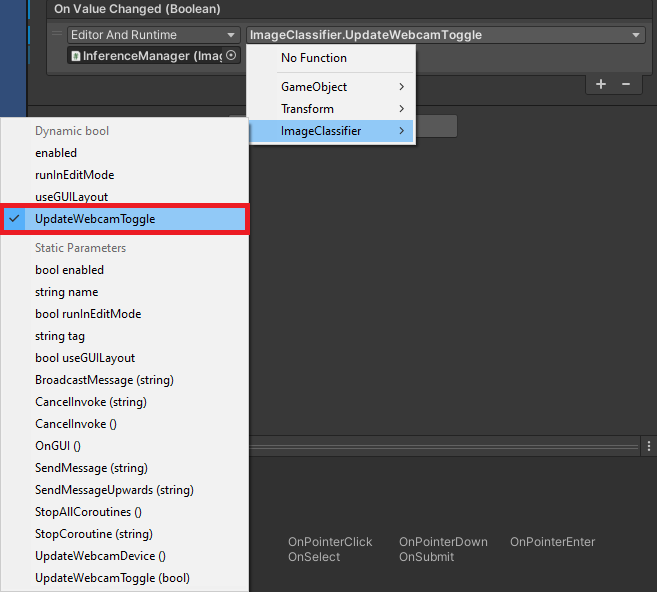 On Value Changed (Boolean)
Editor And Runtime
ImageClassifier.UpdateWebcamToggle
InferenceManager (Imag
No Function
GameObject
Transform
ImageClassifier
Dynamic bool
enabled
runInEditMode
useGUILayout
UpdateWebcamToggle
Static Parameters
bool enabled
string name
bool runInEditMode
string tag
bool useGUILayout
BroadcastMessage (string)
CancelInvoke (string)
CancelInvoke ()
OnGUI ()
SendMessage (string)
SendMessageUpwards (string)
StopAllCoroutines ()
StopCoroutine (string)
UpdateWebcamDevice ()
UpdateWebcamToggle (bool)
OnPointerClick OnPointerDown OnPointerEnter
OnSelect OnSubmit